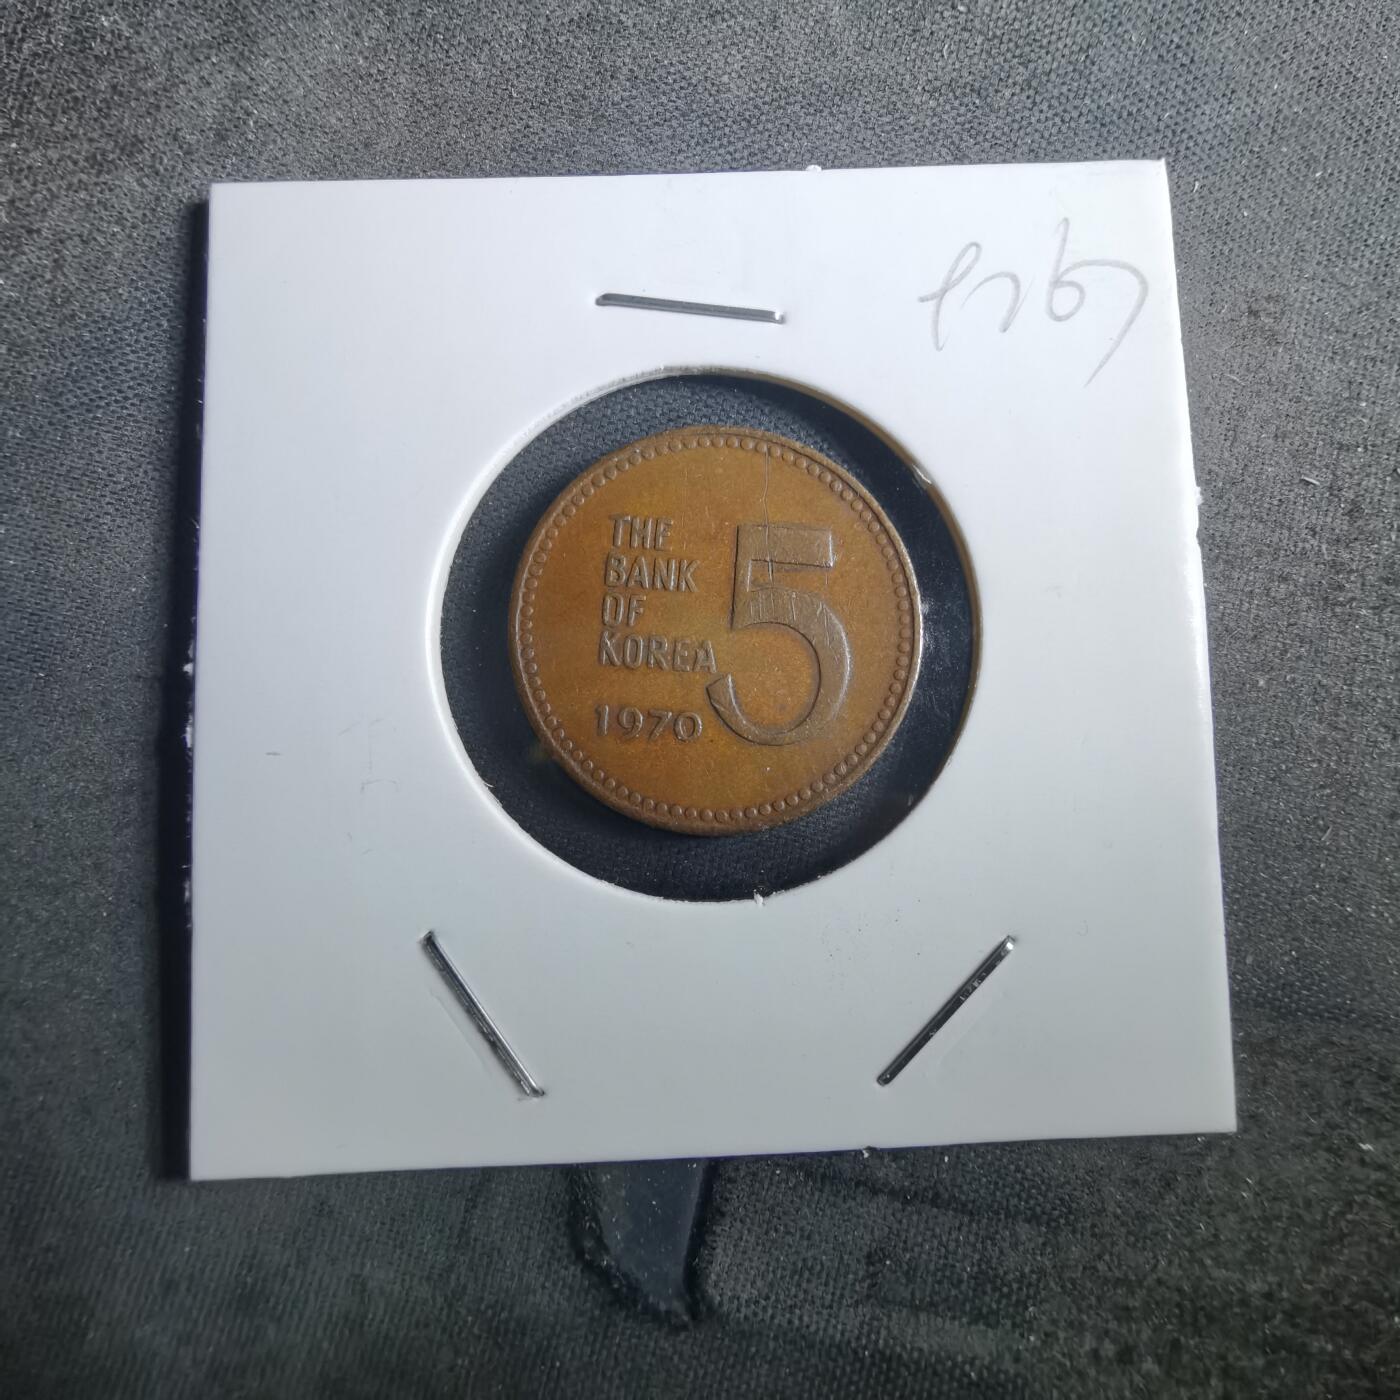 THE
BANK
OF
KOREA
5
1970